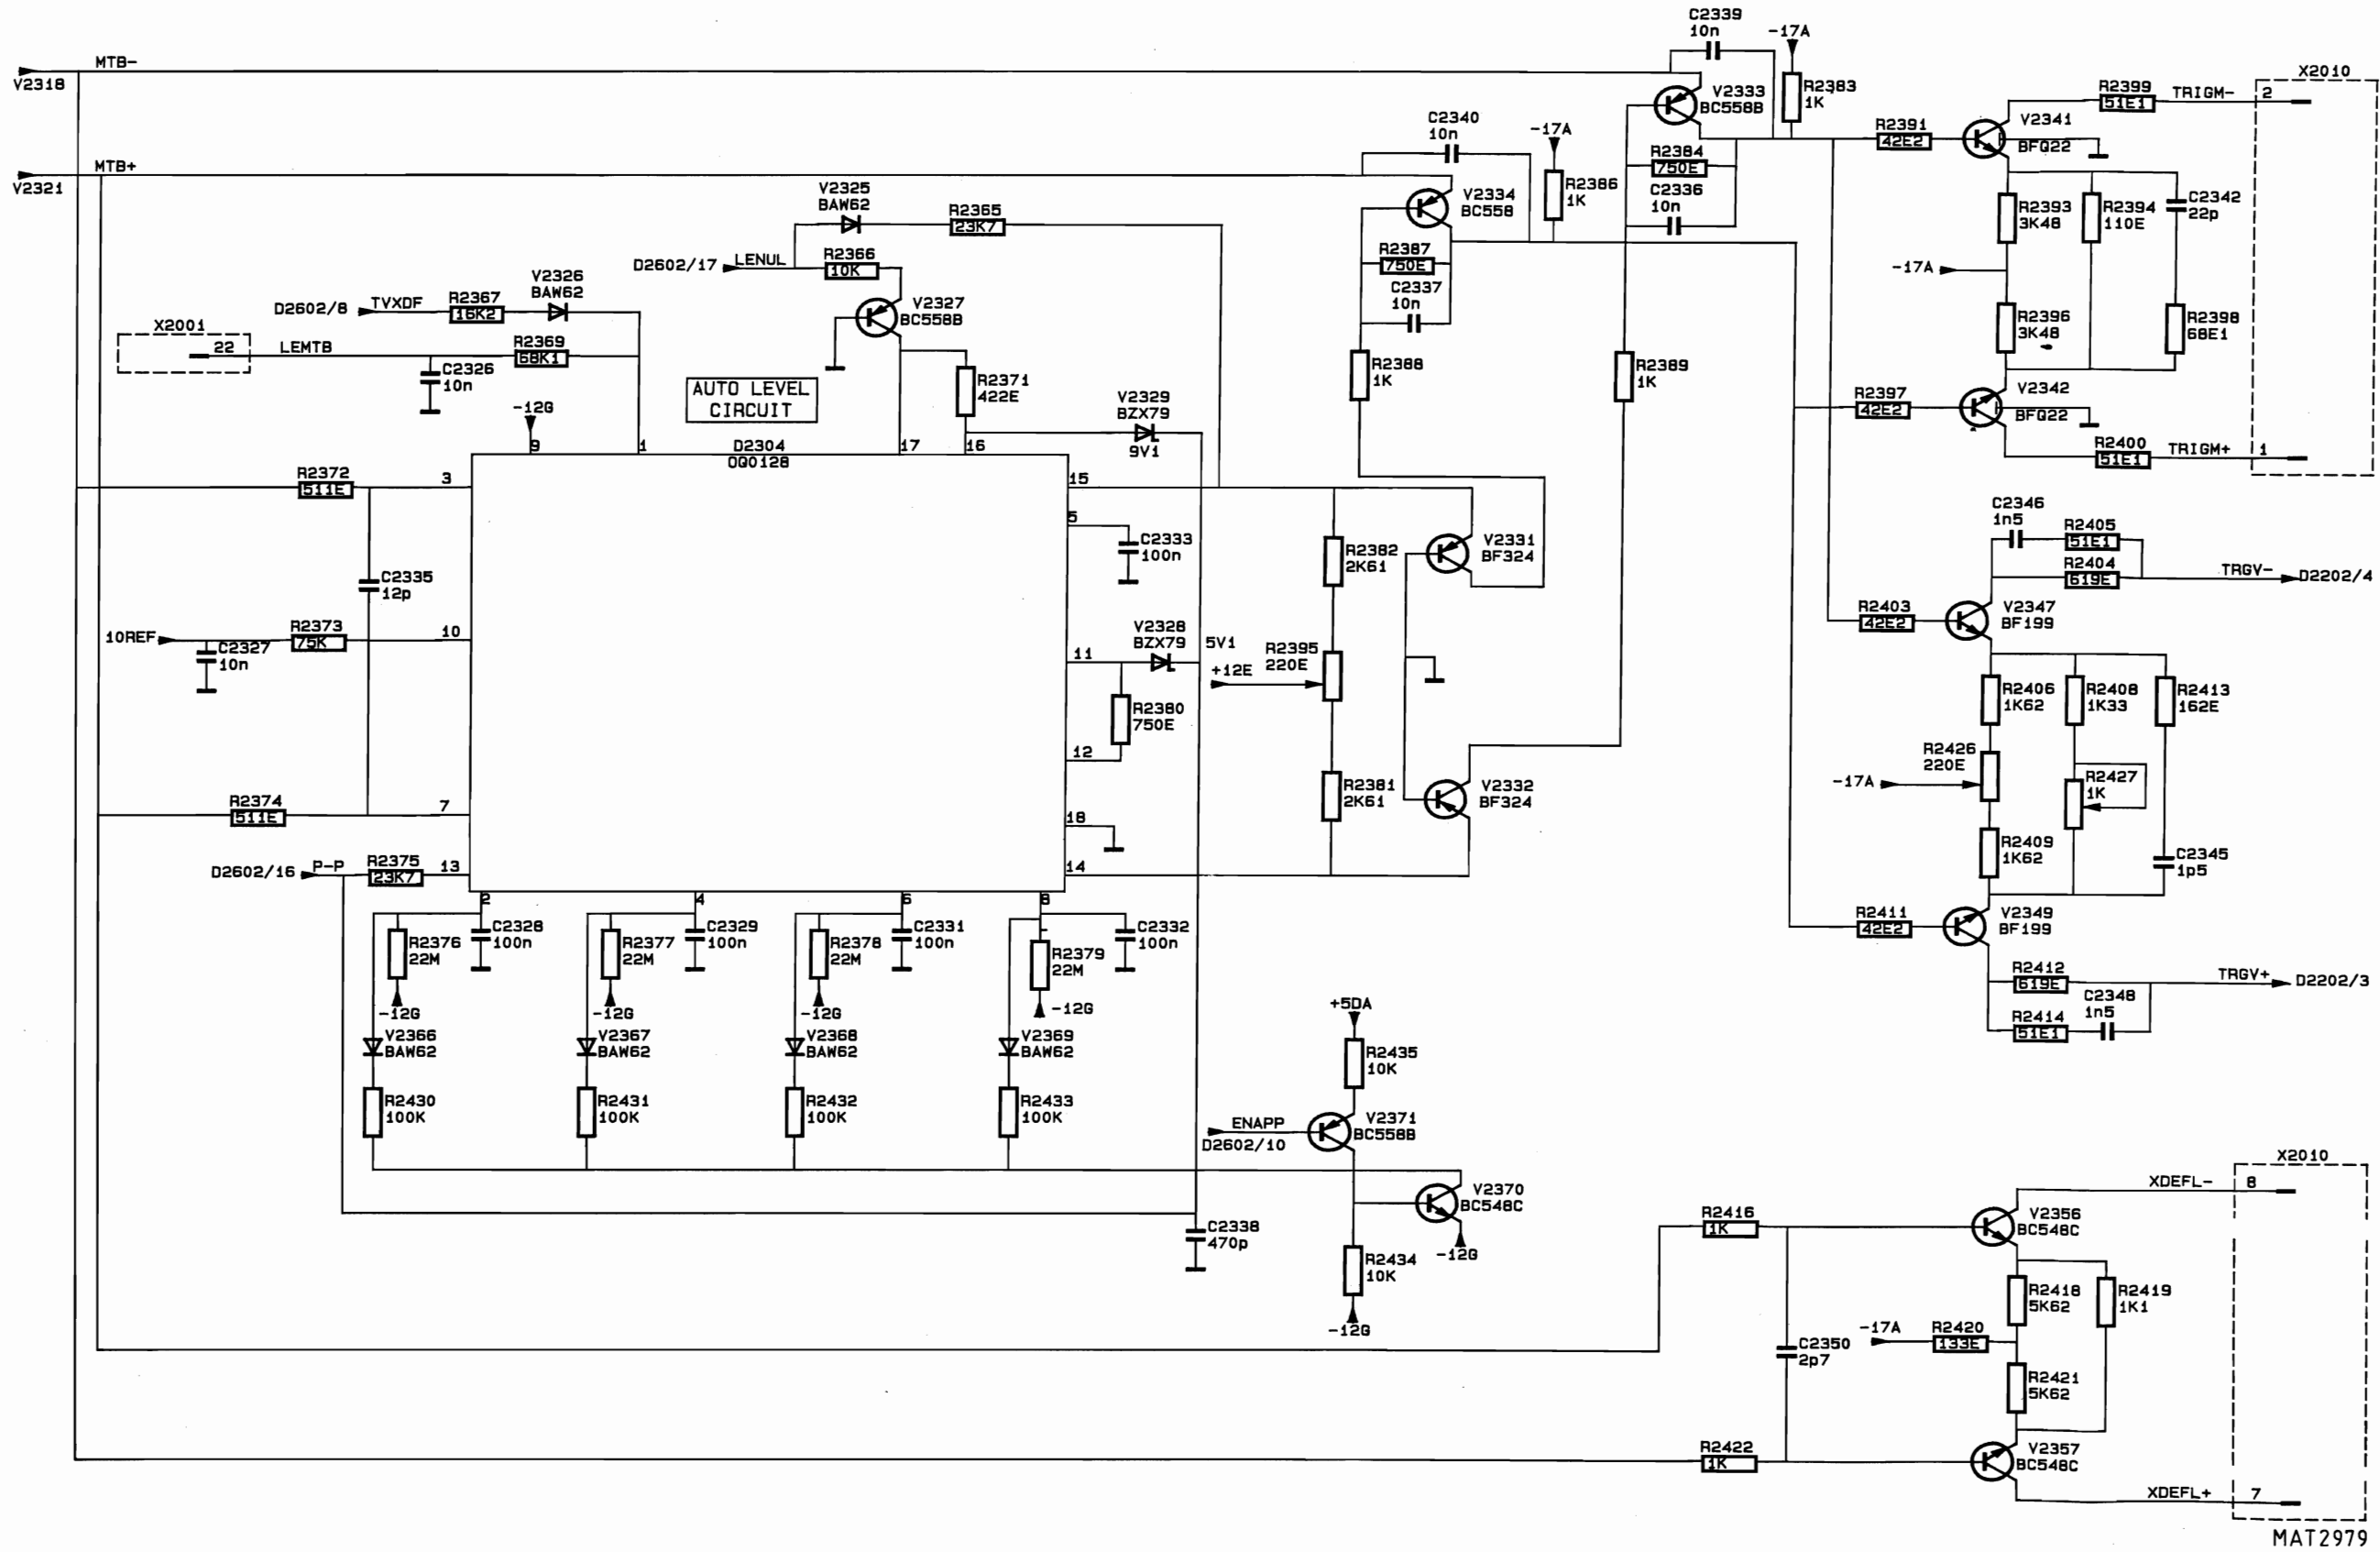 C2339
10n
-17A
MTB-
V2318
V2333
BC558B
R2383
1K
X2010
R2399
51E1
TRIGM-
2
C2340
10n
-17A
R2391
42E2
V2341
BFQ22
MTB+
V2321
V2325
BAW62
R2365
23K7
V2334
BC558
R2386
1K
R2384
750E
C2336
10n
R2393
3K48
R2394
110E
C2342
22p
D2602/17
LENUL
R2366
10K
R2387
750E
C2337
10n
-17A
V2326
BAW62
D2602/8
TVXDF
R2367
16K2
V2327
BC558B
R2396
3K48
R2398
68E1
X2001
22
LEMTB
R2369
68K1
C2326
10n
AUTO LEVEL
CIRCUIT
R2371
422E
R2388
1K
R2389
1K
V2329
BZX79
9V1
R2397
42E2
V2342
BFQ22
-12G
9
1
D2304
OQ0128
17
16
R2400
51E1
TRIGM+
1
R2372
511E
3
15
5
C2333
100n
R2382
2K61
V2331
BF324
C2346
1n5
R2405
51E1
R2404
619E
TRGV-
D2202/4
C2335
12p
R2403
42E2
V2347
BF199
10REF
C2327
10n
R2373
75K
10
11
V2328
BZX79
5V1
+12E
R2395
220E
R2380
750E
12
R2406
1K62
R2408
1K33
R2413
162E
R2426
220E
-17A
R2427
1K
R2374
511E
7
R2381
2K61
V2332
BF324
18
R2409
1K62
C2345
1p5
D2602/16
P-P
R2375
23K7
13
14
2
4
6
8
R2376
22M
C2328
100n
R2377
22M
C2329
100n
R2378
22M
C2331
100n
R2379
22M
C2332
100n
R2411
42E2
V2349
BF199
-12G
-12G
-12G
-12G
R2412
619E
TRGV+
D2202/3
C2348
1n5
R2414
51E1
V2366
BAW62
V2367
BAW62
V2368
BAW62
V2369
BAW62
+5DA
R2435
10K
R2430
100K
R2431
100K
R2432
100K
R2433
100K
ENAPP
D2602/10
V2371
BC558B
V2370
BC548C
-12G
X2010
XDEFL-
8
C2338
470p
R2434
10K
-12G
R2416
1K
V2356
BC548C
R2418
5K62
R2419
1K1
C2350
2p7
-17A
R2420
133E
R2421
5K62
R2422
1K
V2357
BC548C
XDEFL+
7
MAT2979